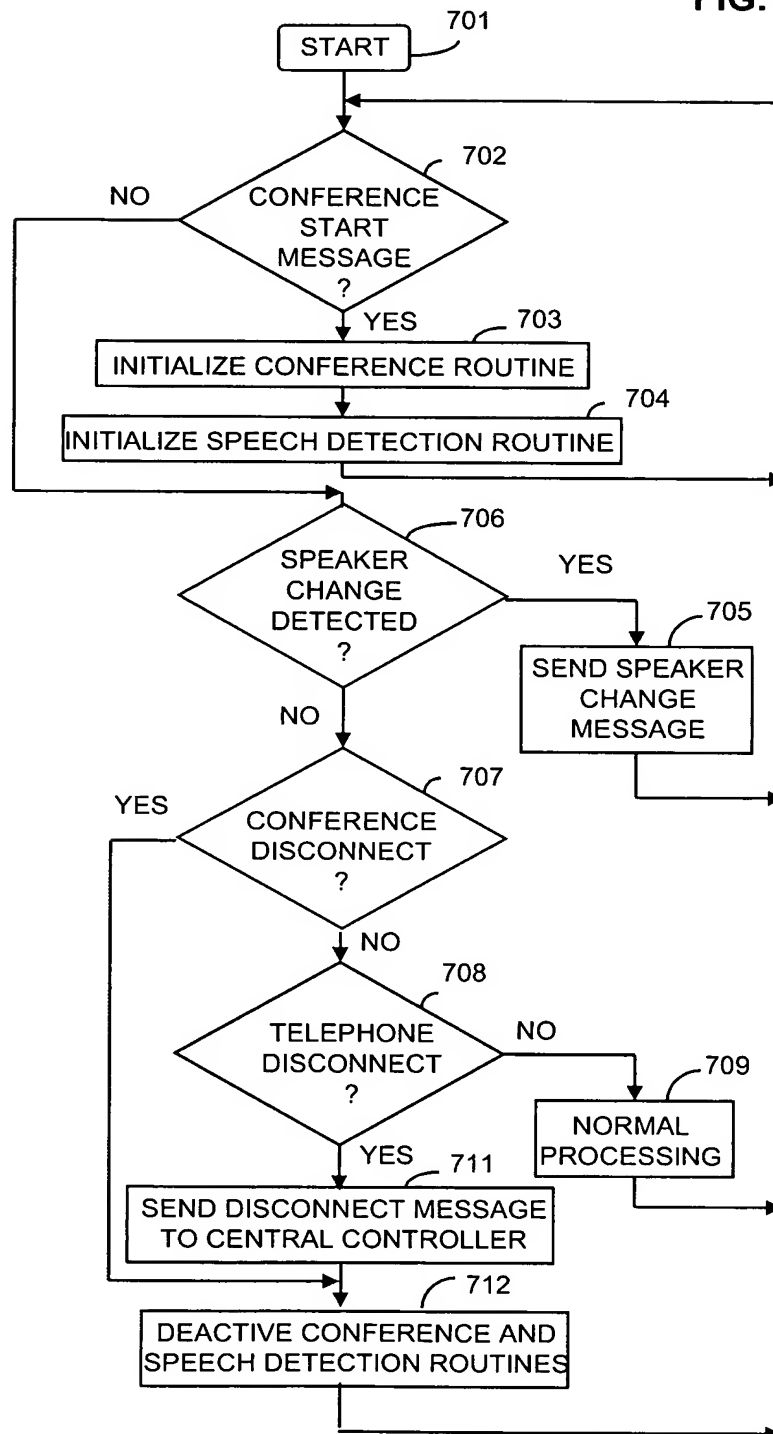 FIG.
701
START
702
NO
CONFERENCE
START
MESSAGE
?
YES
703
INITIALIZE CONFERENCE ROUTINE
704
INITIALIZE SPEECH DETECTION ROUTINE
706
SPEAKER
CHANGE
DETECTED
?
YES
705
SEND SPEAKER
CHANGE
MESSAGE
NO
707
YES
CONFERENCE
DISCONNECT
?
NO
708
TELEPHONE
DISCONNECT
?
NO
709
NORMAL
PROCESSING
YES
711
SEND DISCONNECT MESSAGE
TO CENTRAL CONTROLLER
712
DEACTIVE CONFERENCE AND
SPEECH DETECTION ROUTINES